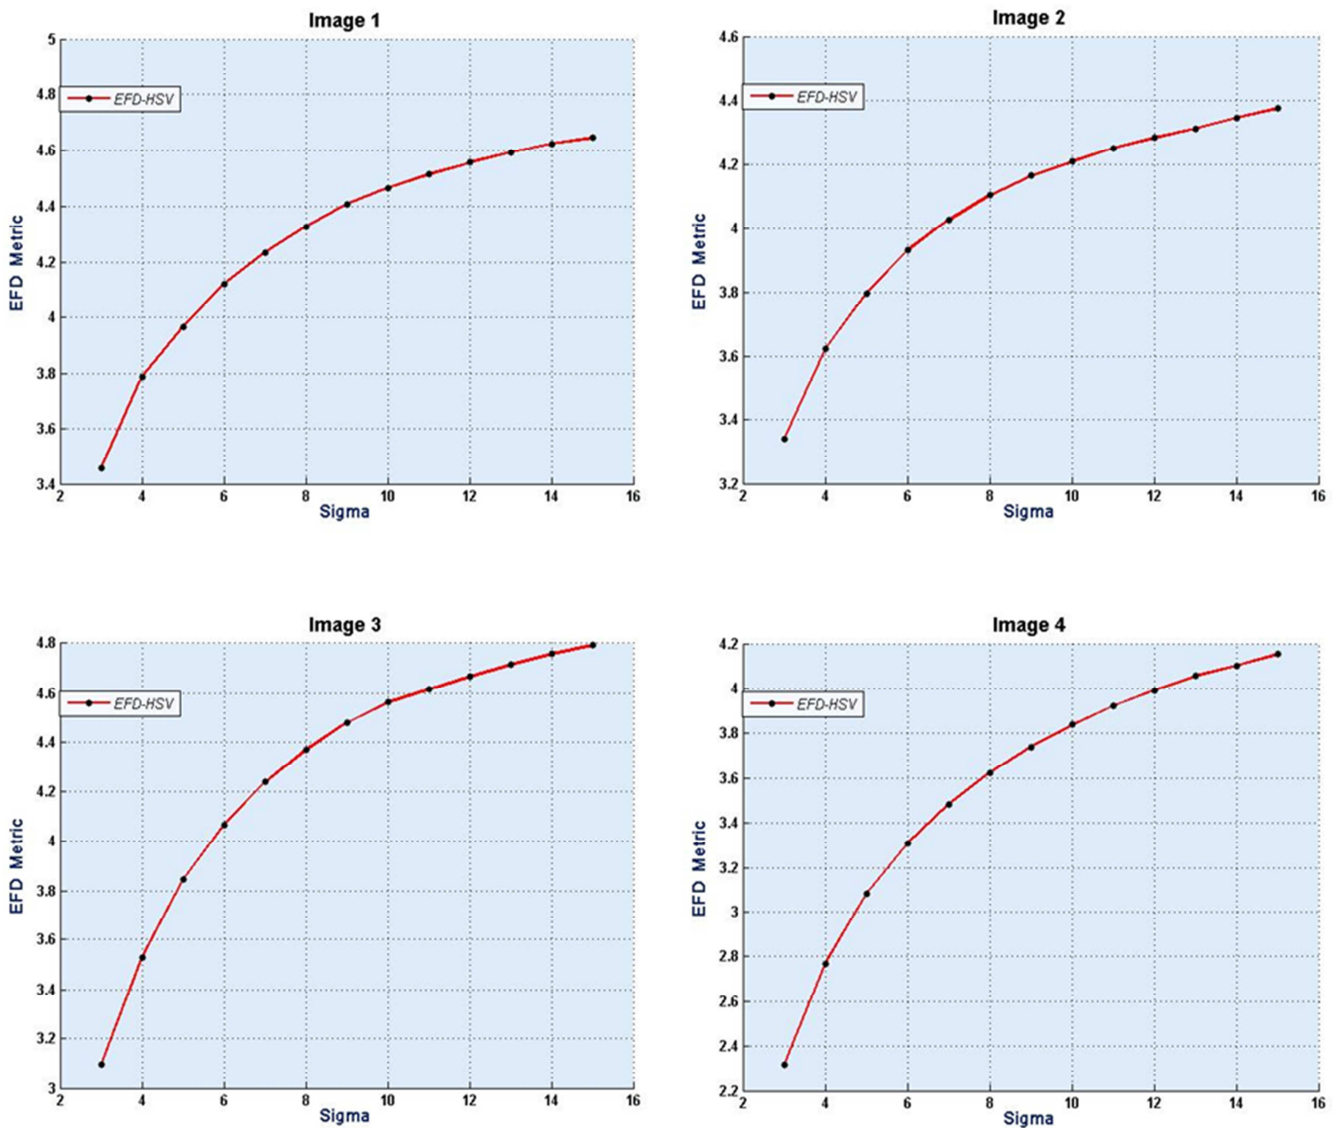 Image 1
5
4.8
4.6
4.4
4.2
4
3.8
3.6
3.4
EFD-HSV
EFD Metric
2 4 6 8 10 12 14 16
Sigma
Image 2
4.6
4.4
4.2
4
3.8
3.6
3.4
3.2
EFD-HSV
EFD Metric
2 4 6 8 10 12 14 16
Sigma
Image 3
4.8
4.6
4.4
4.2
4
3.8
3.6
3.4
3.2
3
EFD-HSV
EFD Metric
2 4 6 8 10 12 14 16
Sigma
Image 4
4.2
4
3.8
3.6
3.4
3.2
3
2.8
2.6
2.4
2.2
EFD-HSV
EFD Metric
2 4 6 8 10 12 14 16
Sigma